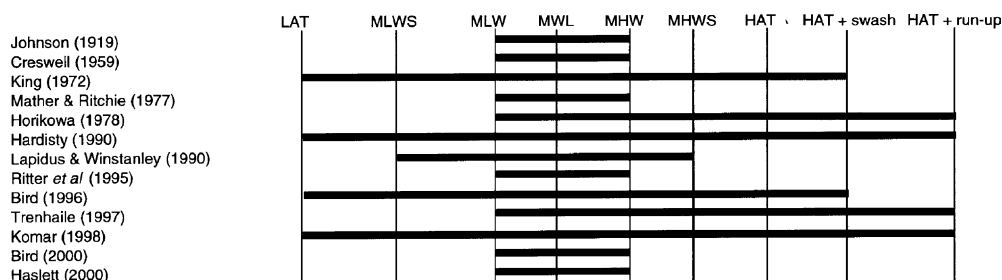 LAT MLWS MLW MWL MHW MHWS HAT HAT + swash HAT + run-up
Johnson (1919)
Creswell (1959)
King (1972)
Mather & Ritchie (1977)
Horikowa (1978)
Hardisty (1990)
Lapidus & Winstanley (1990)
Ritter et al (1995)
Bird (1996)
Trenhaile (1997)
Komar (1998)
Bird (2000)
Haslett (2000)